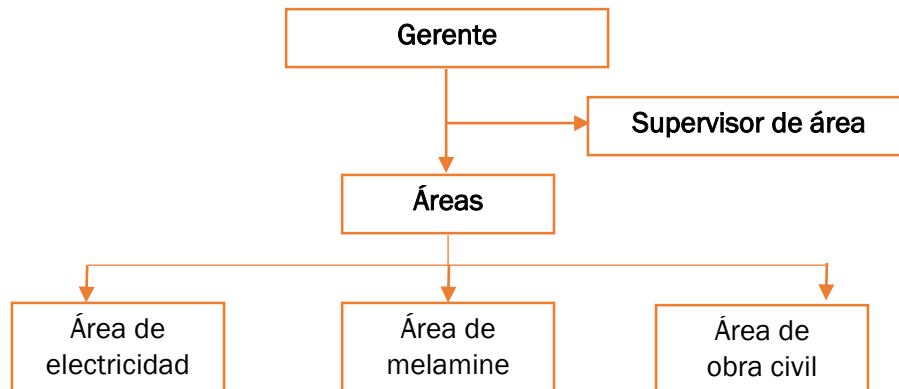 Gerente
Supervisor de área
Áreas
Área de
electricidad
Área de
melamine
Área de
obra civil